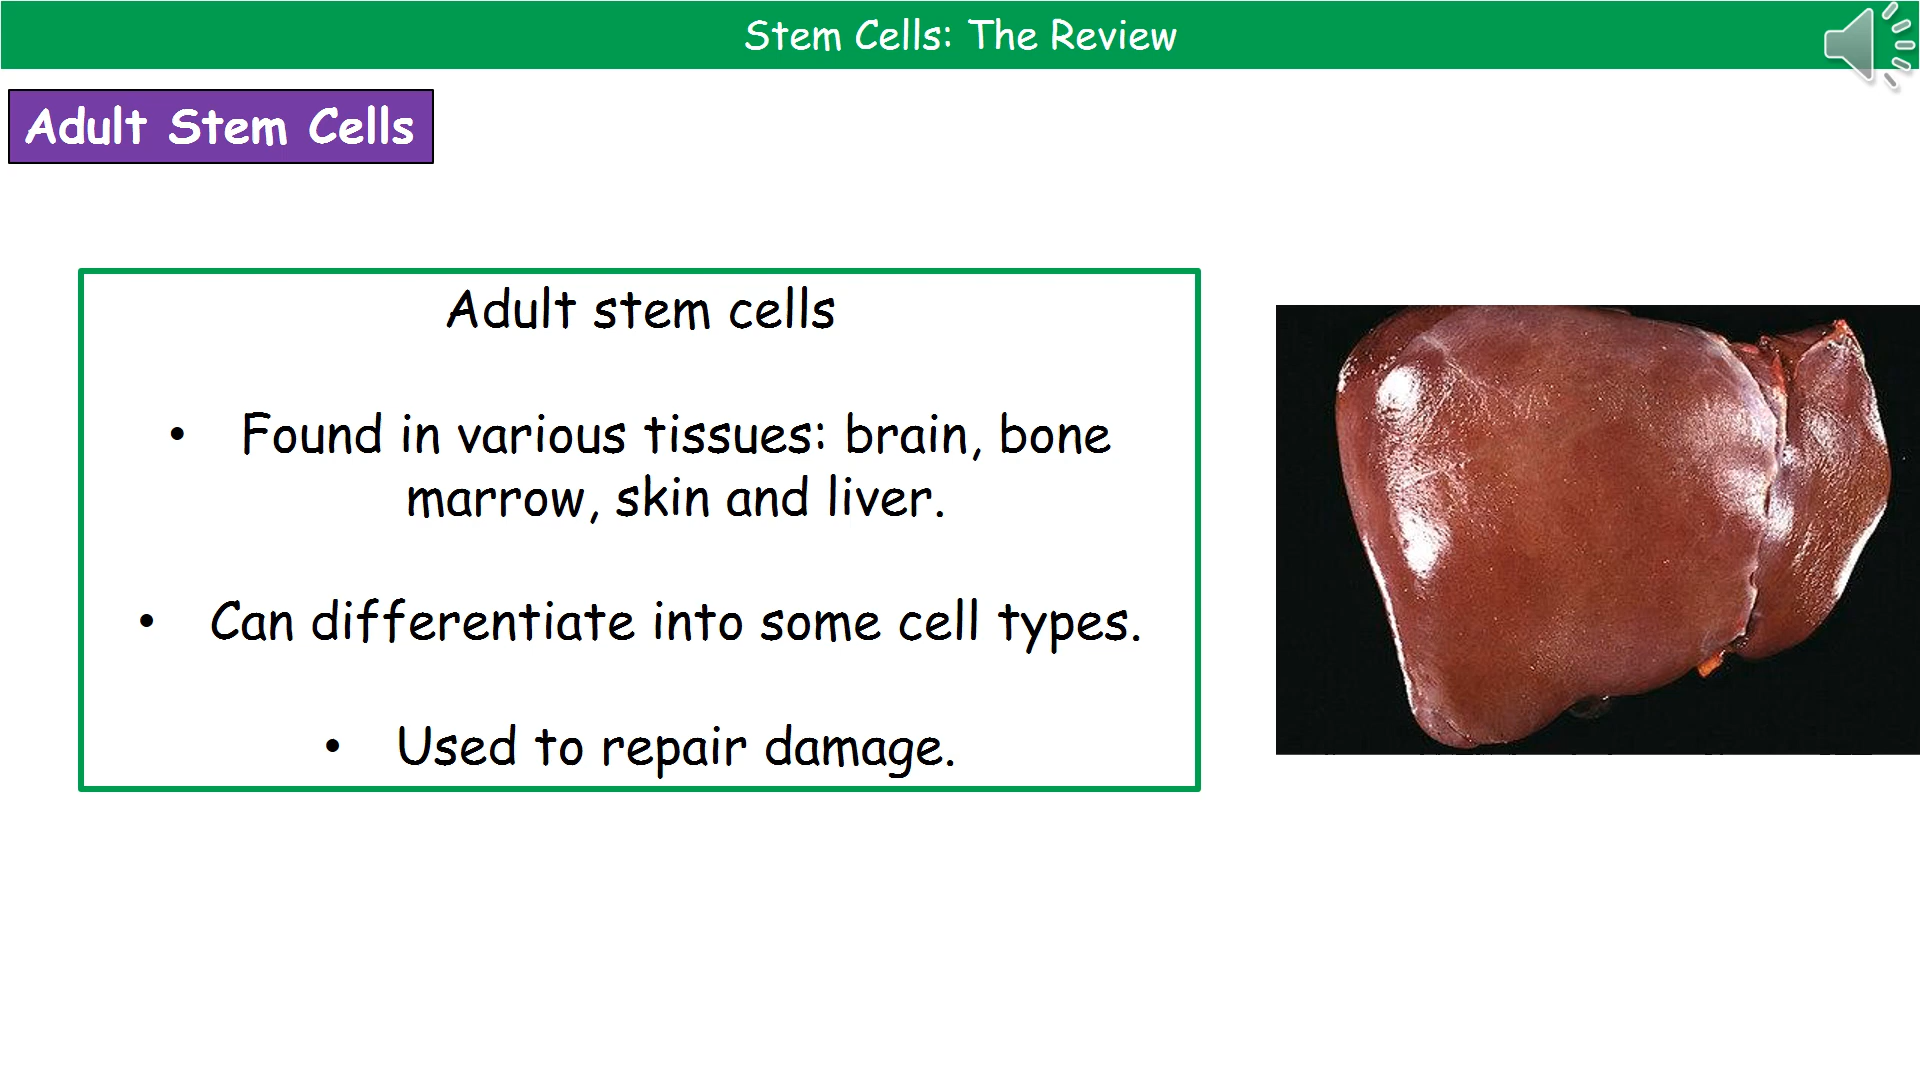 Stem Cells: The Review
Adult Stem Cells
Adult stem cells
• Found in various tissues: brain, bone
marrow, skin and liver.
• Can differentiate into some cell types.
• Used to repair damage.